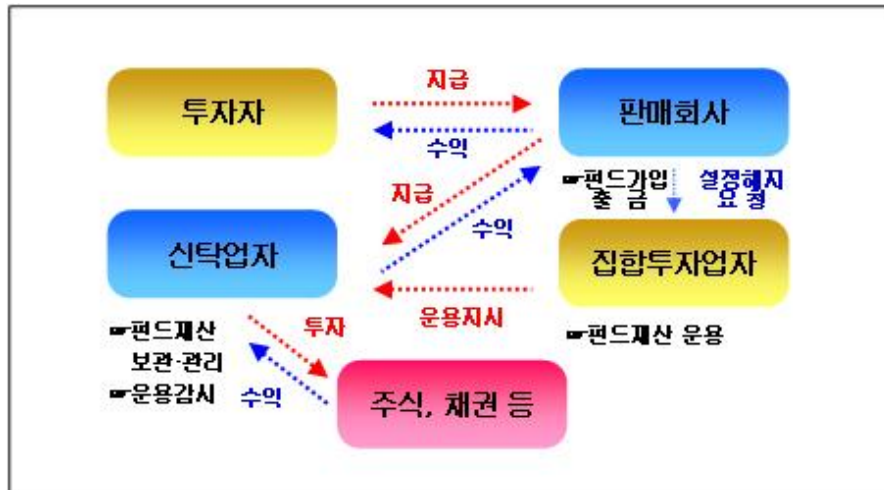 지급
투자자
판매회사
수익
☞펀드가입
출 금
설정해지
요 청
지급
수익
신탁업자
집합투자업자
운용지시
☞펀드재산
보관·관리
☞운용감시
투자
☞펀드재산 운용
수익
주식, 채권 등